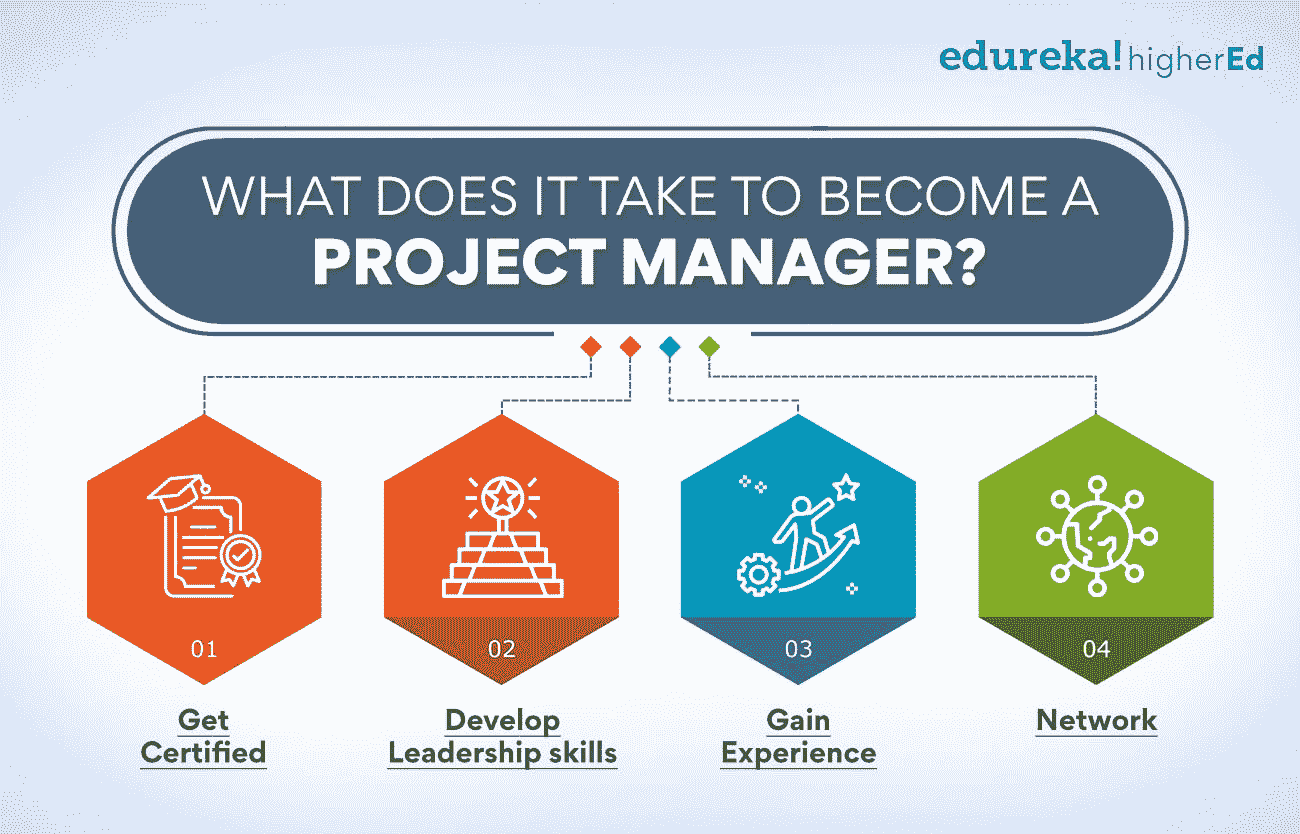 edureka! higherEd
WHAT DOES IT TAKE TO BECOME A
PROJECT MANAGER?
01
02
03
04
Get
Certified
Develop
Leadership skills
Gain
Experience
Network